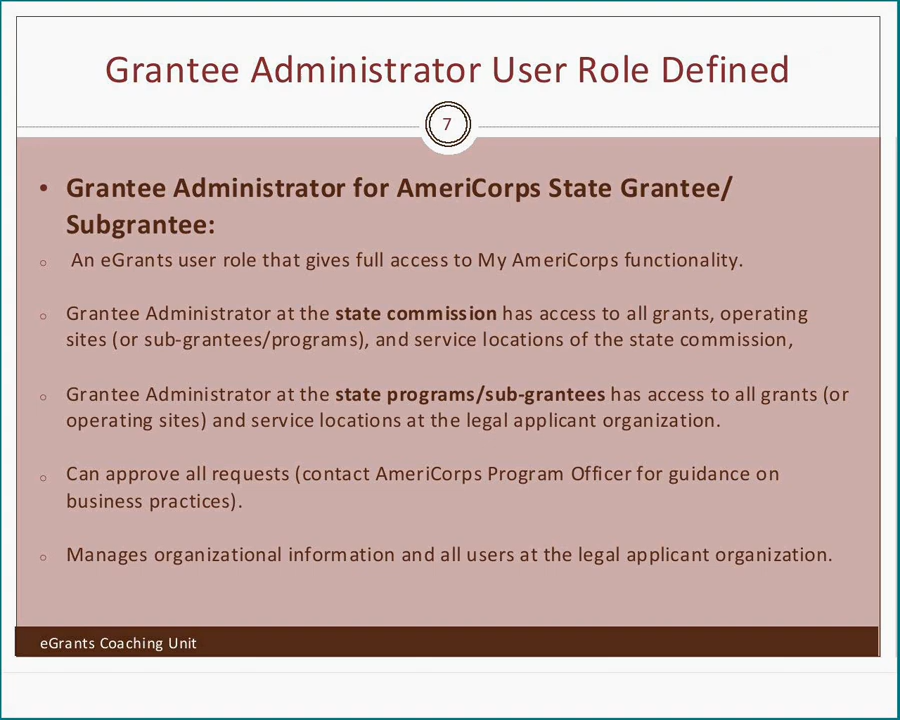 Grantee Administrator User Role Defined
7
• Grantee Administrator for AmeriCorps State Grantee/
Subgrantee:
○ An eGrants user role that gives full access to My AmeriCorps functionality.
○ Grantee Administrator at the state commission has access to all grants, operating
sites (or sub-grantees/programs), and service locations of the state commission,
○ Grantee Administrator at the state programs/sub-grantees has access to all grants (or
operating sites) and service locations at the legal applicant organization.
○ Can approve all requests (contact AmeriCorps Program Officer for guidance on
business practices).
○ Manages organizational information and all users at the legal applicant organization.
eGrants Coaching Unit